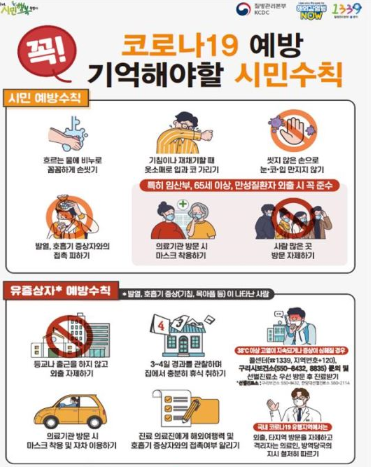 시민행복
질병관리본부
KCDC
해외감염병
NOW
1339
꼭!
코로나19 예방
기억해야할 시민수칙
시민 예방수칙
흐르는 물에 비누로
꼼꼼하게 손씻기
기침이나 재채기할 때
옷소매로 입과 코 가리기
씻지 않은 손으로
눈•코•입 만지지 않기
특히 임산부, 65세 이상, 만성질환자 외출 시 꼭 준수
발열, 호흡기 증상자와의
접촉 피하기
의료기관 방문 시
마스크 착용하기
사람 많은 곳
방문 자제하기
유증상자* 예방수칙
* 발열, 호흡기 증상(기침, 목아픔 등)이 나타난 사람
등교나 출근을 하지 않고
외출 자제하기
3~4일 경과를 관찰하며
집에서 충분히 휴식 취하기
38℃ 이상 고열이 지속되거나 증상이 심해질 경우
콜센터(☎1339, 지역번호+120),
구리시보건소(550-8432, 8835) 문의 및
선별진료소 우선 방문 후 진료받기
의료기관 방문 시
마스크 착용 및 자차 이용하기
진료 의료진에게 해외여행력 및
호흡기 증상자와의 접촉여부 알리기
국내 코로나19 유행지역에서는
외출, 타지역 방문을 자제하고
격리자는 의료인, 방역당국의
지시 철저히 따르기